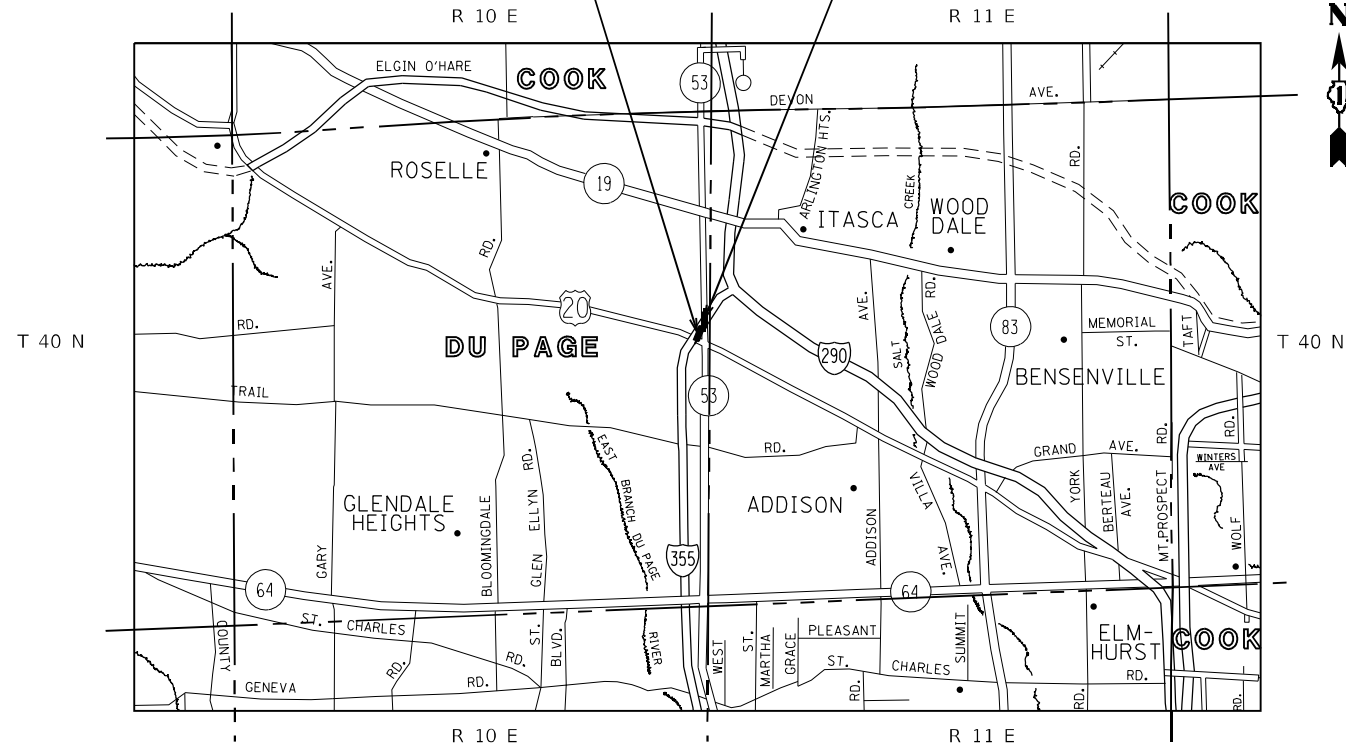 R 10 E
R 11 E
N
ELGIN O'HARE
COOK
53
DEVON
AVE.
ARLINGTON HTS.
RD.
ROSELLE
19
CREEK
ITASCA
WOOD
DALE
COOK
RD.
AVE.
20
RD.
DU PAGE
T 40 N
AVE.
SALT
WOOD DALE
RD.
290
83
MEMORIAL
ST.
TAFT
T 40 N
BENSENVILLE
TRAIL
53
RD.
EAST
BRANCH DU PAGE
RIVER
GRAND
AVE.
RD.
RD.
WINTERS
AVE
GLENDALE
HEIGHTS
BLOOMINGDALE
GLEN
ELLYN
RD.
ADDISON
ADDISON
VILLA
AVE.
YORK
BERTEAU
AVE.
MT.PROSPECT
WOLF
GARY
355
64
64
COUNTY
ST.
CHARLES
RD.
RD.
ST.
BLVD.
WEST
ST.
MARTHA
GRACE
PLEASANT
SUMMIT
ELM-
HURST
COOK
ST.
CHARLES
RD.
GENEVA
RD.
RD.
RD.
RD.
R 10 E
R 11 E